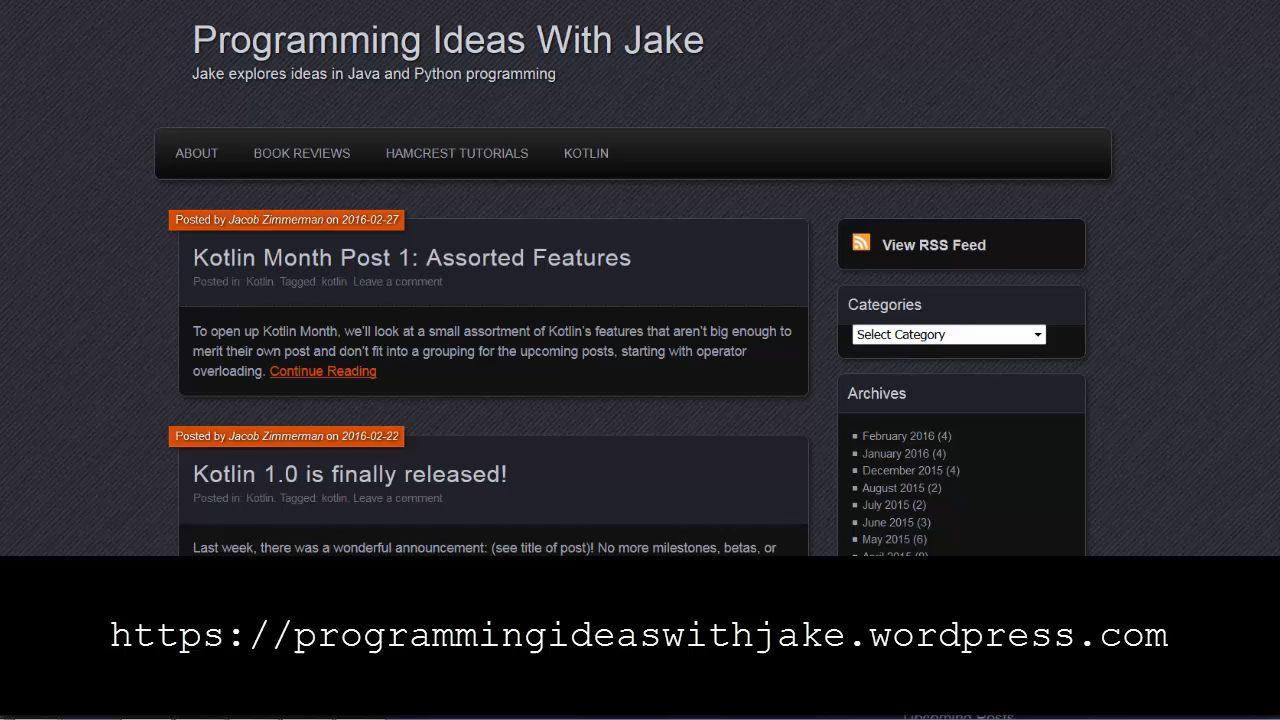 Programming Ideas With Jake
Jake explores ideas in Java and Python programming
ABOUT BOOK REVIEWS HAMCREST TUTORIALS KOTLIN
Posted by Jacob Zimmerman on 2016-02-27
Kotlin Month Post 1: Assorted Features
Posted in: Kotlin. Tagged: kotlin. Leave a comment
To open up Kotlin Month, we'll look at a small assortment of Kotlin's features that aren't big enough to
merit their own post and don't fit into a grouping for the upcoming posts, starting with operator
overloading. Continue Reading
Posted by Jacob Zimmerman on 2016-02-22
Kotlin 1.0 is finally released!
Posted in: Kotlin. Tagged: kotlin. Leave a comment
Last week, there was a wonderful announcement: (see title of post)! No more milestones, betas, or
View RSS Feed
Categories
Select Category
Archives
February 2016 (4)
January 2016 (4)
December 2015 (4)
August 2015 (2)
July 2015 (2)
June 2015 (3)
May 2015 (6)
April 2015
https://programmingideaswithjake.wordpress.com
Upcoming Posts